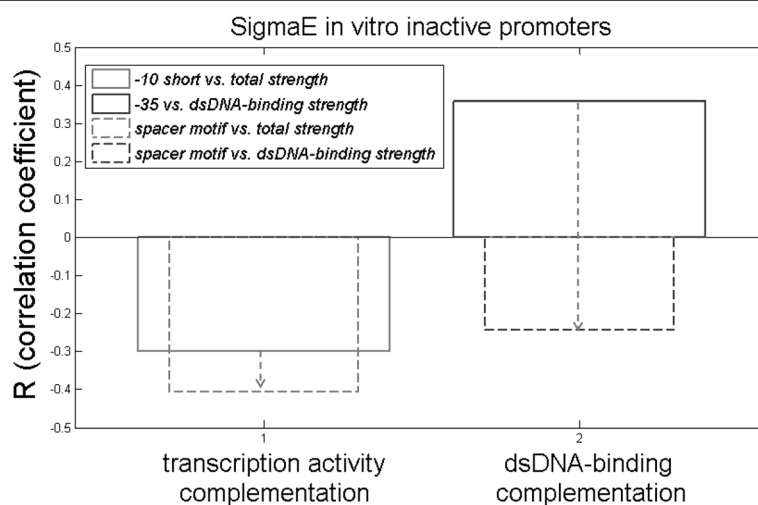 SigmaE in vitro inactive promoters
R (correlation coefficient)
0.5
0.4
0.3
0.2
0.1
0
-0.1
-0.2
-0.3
-0.4
-0.5
-10 short vs. total strength
-35 vs. dsDNA-binding strength
spacer motif vs. total strength
spacer motif vs. dsDNA-binding strength
1
2
transcription activity
complementation
dsDNA-binding
complementation